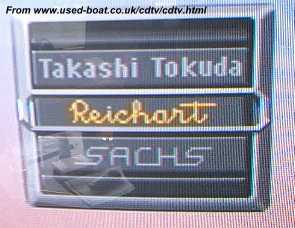 From www.used-boat.co.uk/cdtv/cdtv.html
Takashi Tokuda
Reichart
SACHS